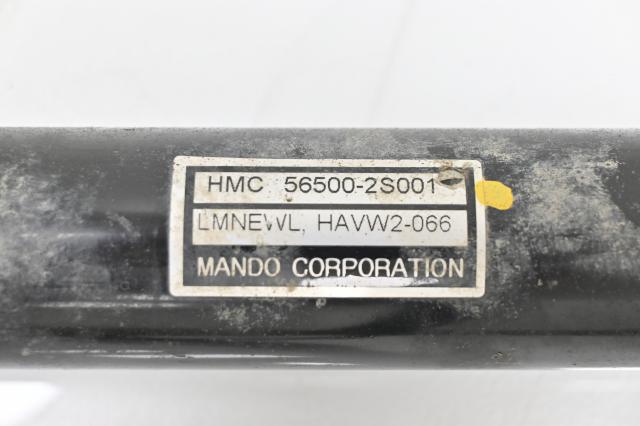 HMC 56500-2S001
LMNEWL, HAVW2-066
MANDO CORPORATION